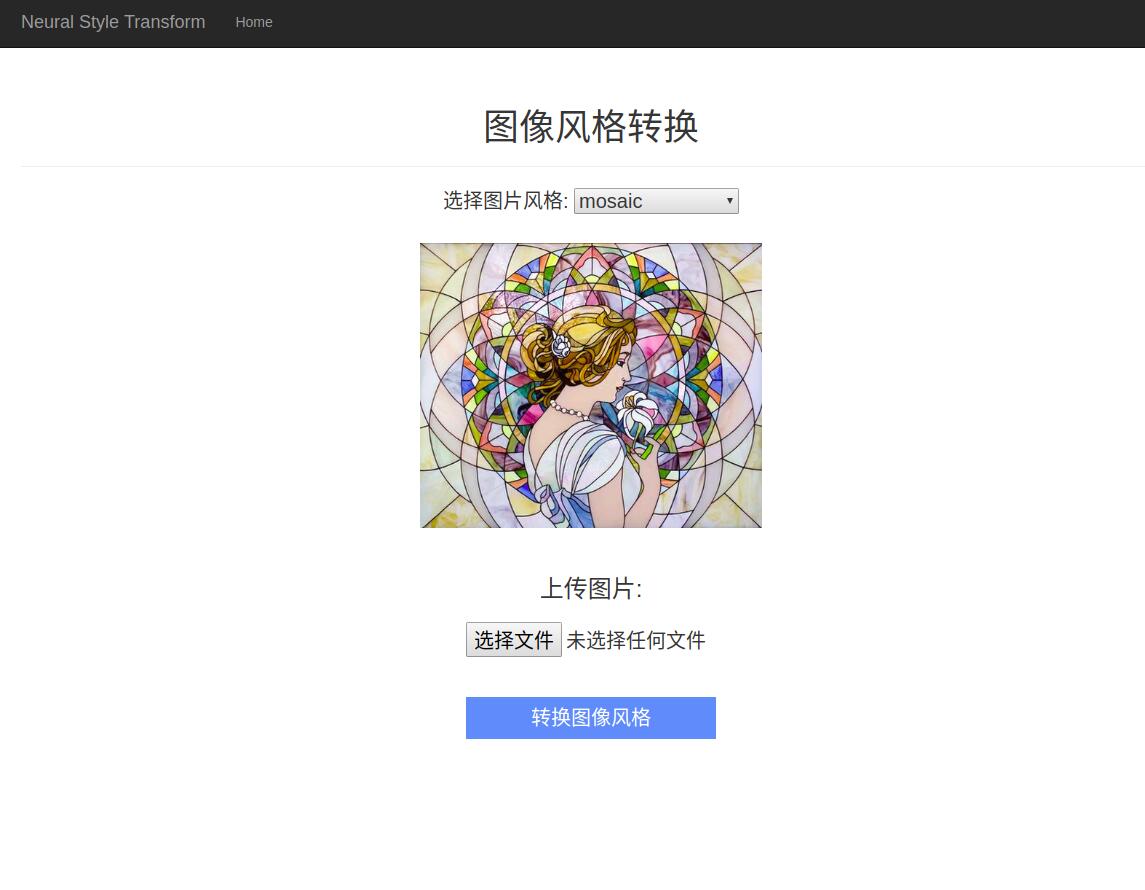 Neural Style Transform Home
图像风格转换
选择图片风格: mosaic
上传图片:
选择文件 未选择任何文件
转换图像风格